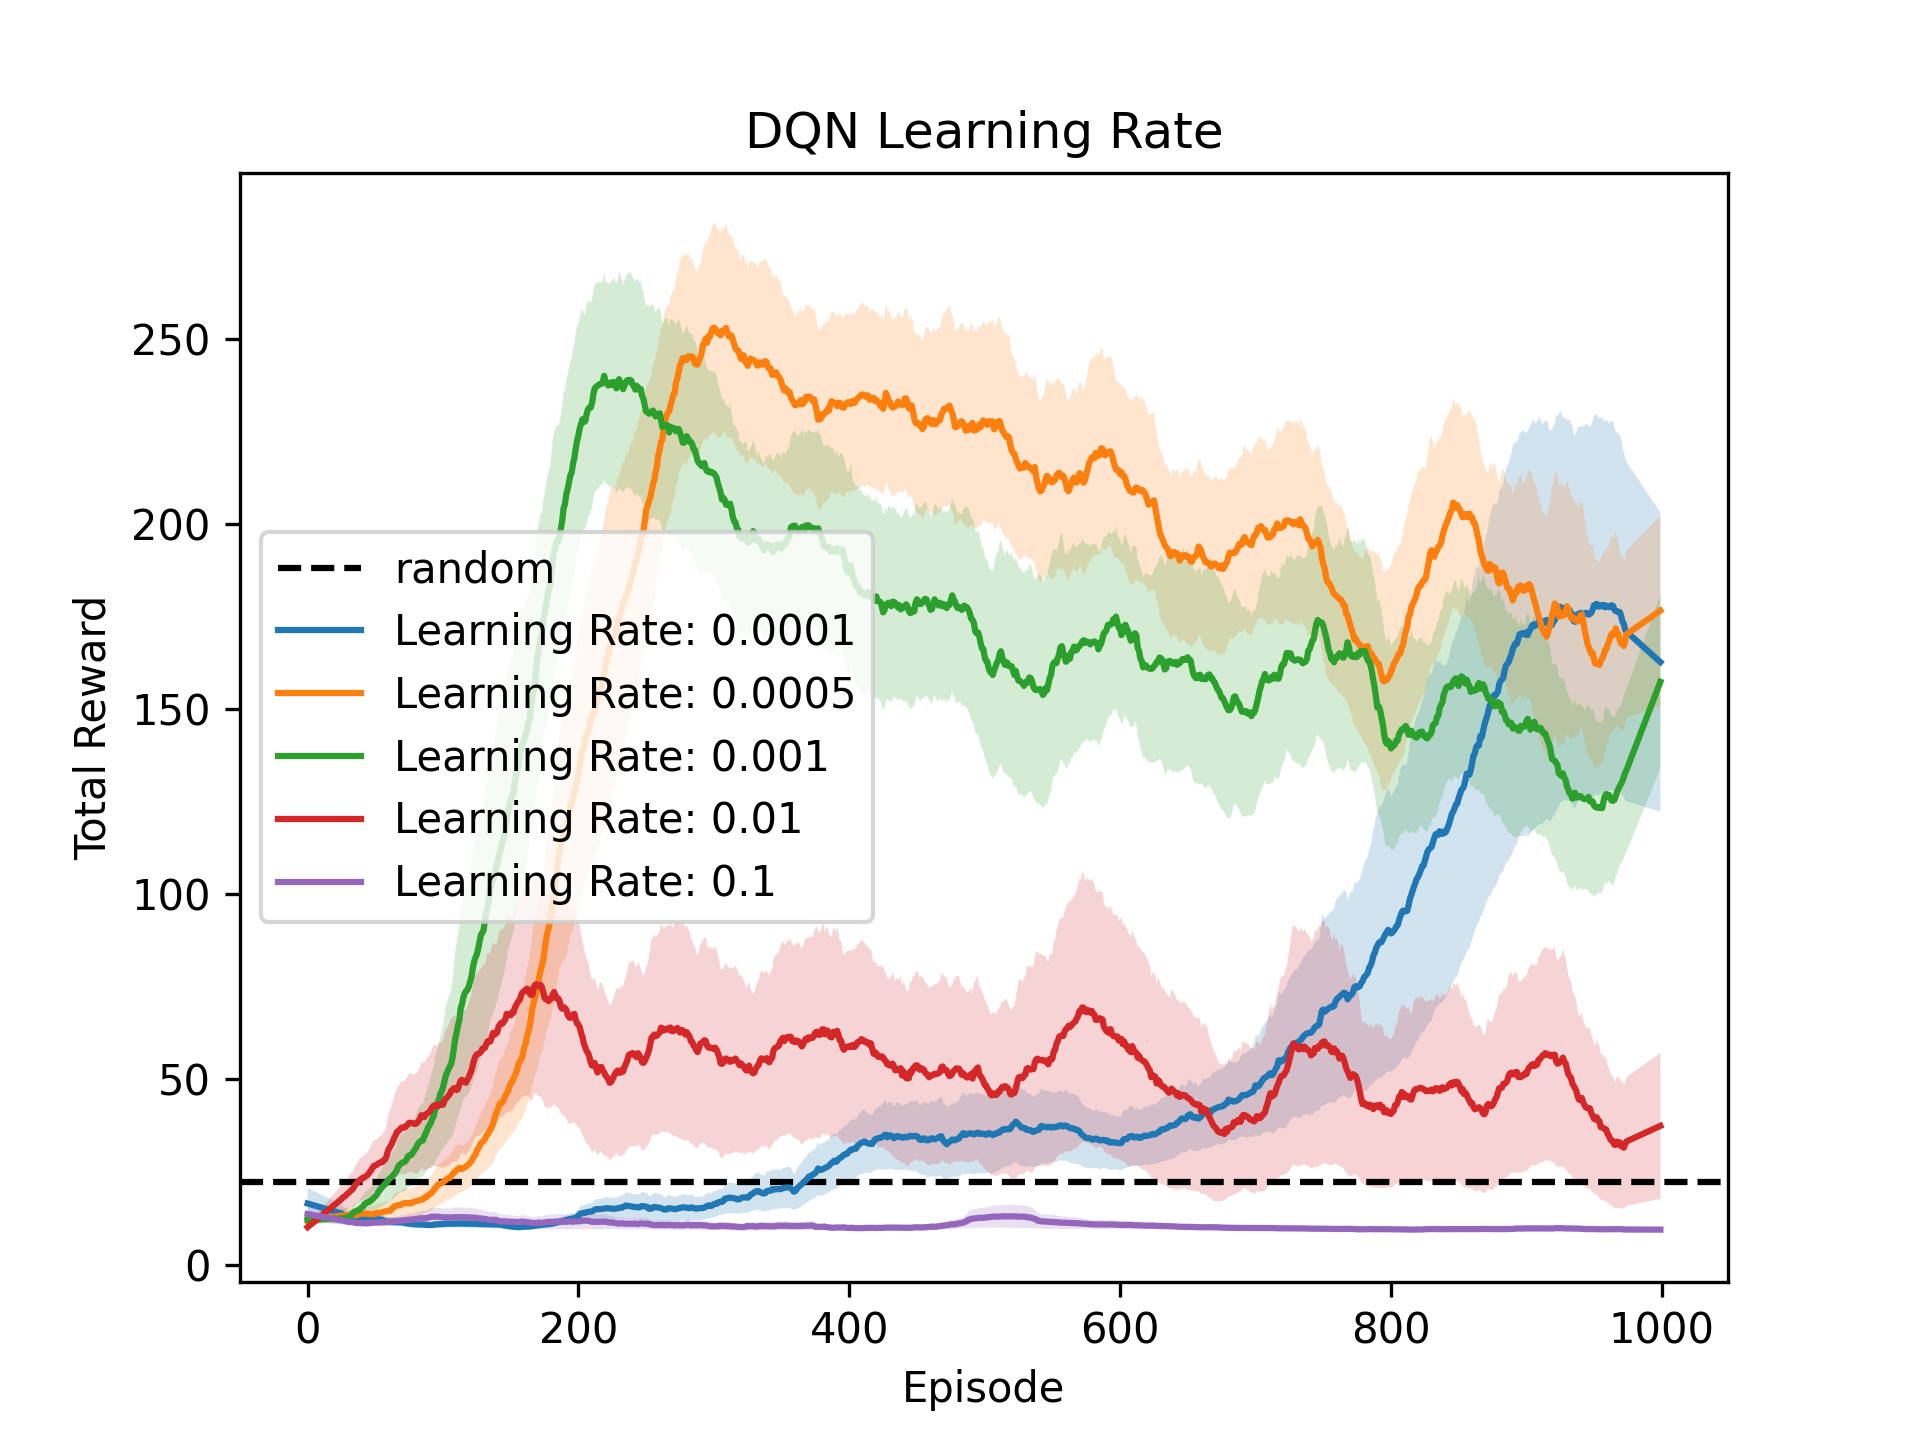 DQN Learning Rate
Total Reward
250
200
150
100
50
0
random
Learning Rate: 0.0001
Learning Rate: 0.0005
Learning Rate: 0.001
Learning Rate: 0.01
Learning Rate: 0.1
0 200 400 600 800 1000
Episode